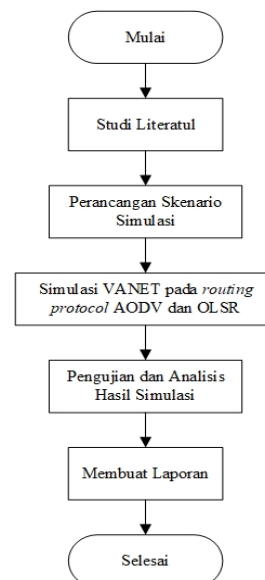 Mulai
Studi Literatul
Perancangan Skenario
Simulasi
Simulasi VANET pada routing
protocol AODV dan OLSR
Pengujian dan Analisis
Hasil Simulasi
Membuat Laporan
Selesai